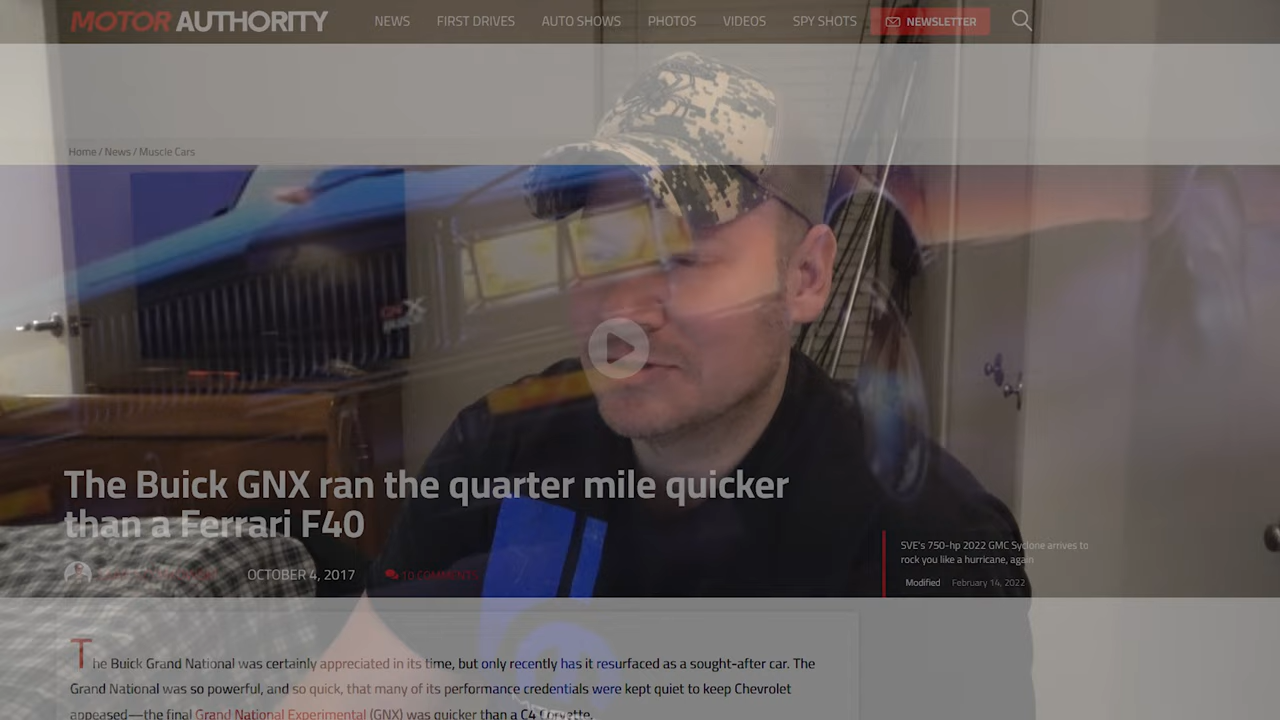 MOTOR AUTHORITY
NEWS FIRST DRIVES AUTO SHOWS PHOTOS VIDEOS SPY SHOTS NEWSLETTER
Home / News / Muscle Cars
The Buick GNX ran the quarter mile quicker
than a Ferrari F40
OCTOBER 4, 2017 10 COMMENTS
SVE's 750-hp 2022 GMC Syclone arrives to
rock you like a hurricane, again
Modified February 14, 2022
The Buick Grand National was certainly appreciated in its time, but only recently has it resurfaced as a sought-after car. The
Grand National was so powerful, and so quick, that many of its performance credentials were kept quiet to keep Chevrolet
appeased—the final Grand National Experimental (GNX) was quicker than a C4 Corvette.